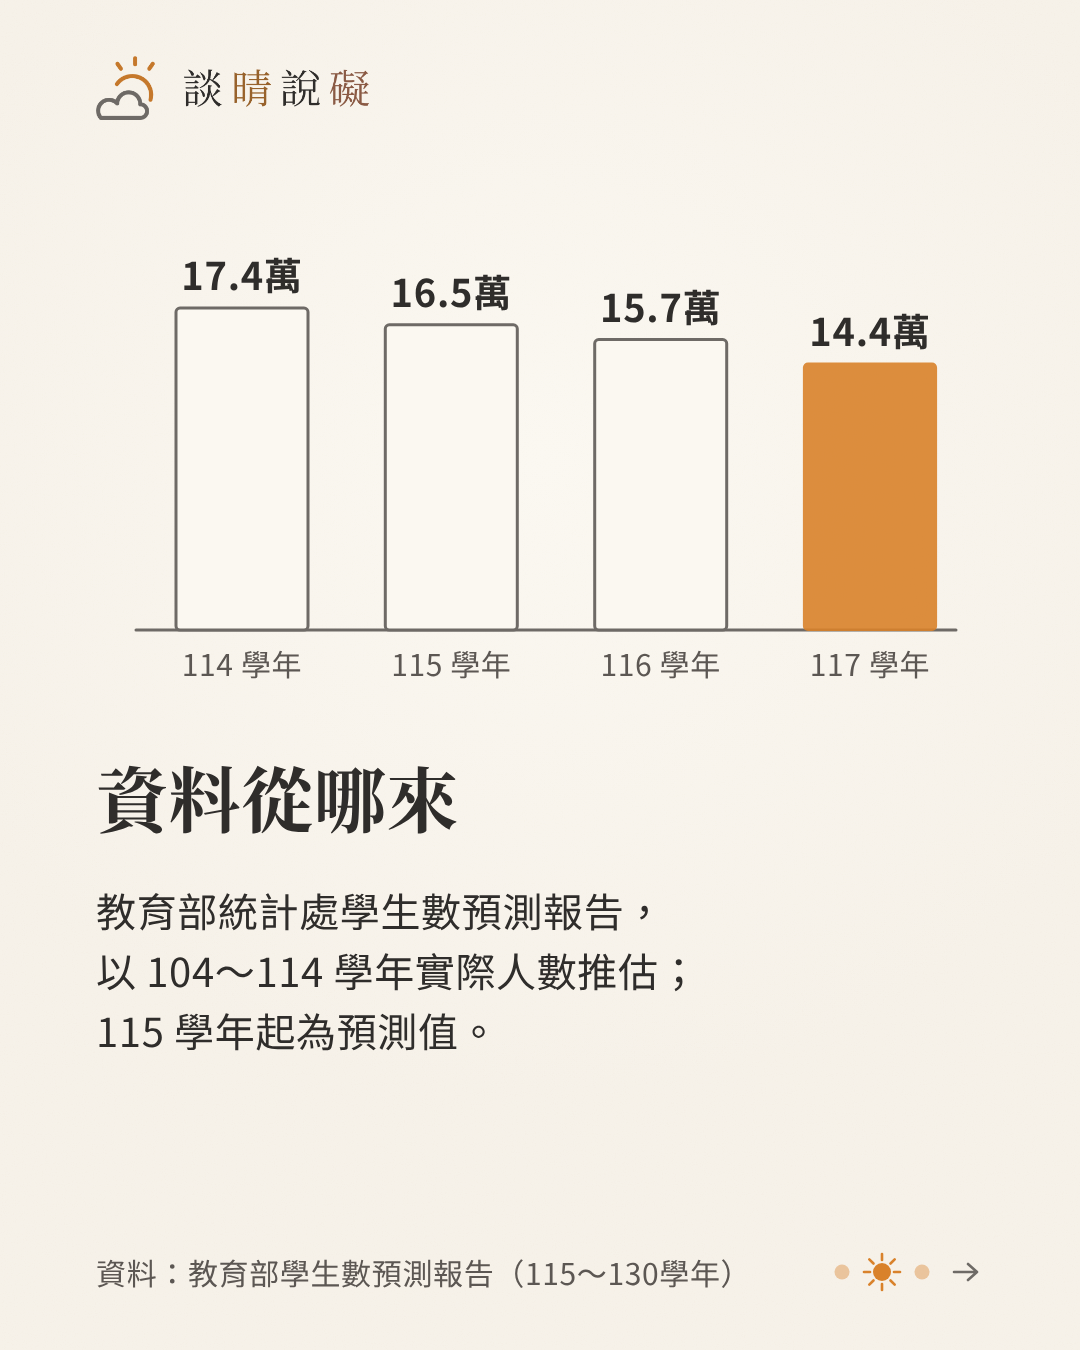 談晴說礙
17.4萬
16.5萬
15.7萬
14.4萬
114 學年
115 學年
116 學年
117 學年
資料從哪來
教育部統計處學生數預測報告，
以 104～114 學年實際人數推估；
115 學年起為預測值。
資料：教育部學生數預測報告（115～130學年）